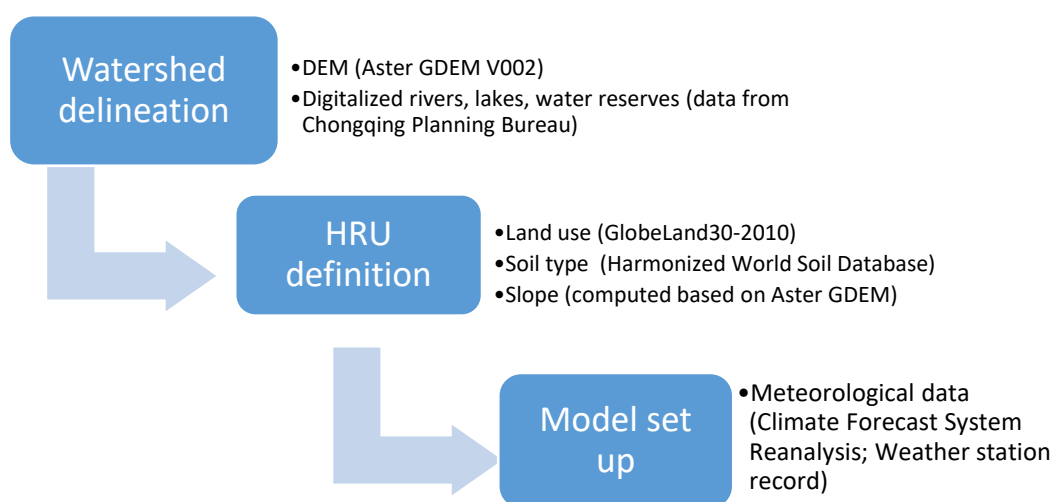 Watershed
delineation
•DEM (Aster GDEM V002)
•Digitalized rivers, lakes, water reserves (data from
Chongqing Planning Bureau)
HRU
definition
•Land use (GlobeLand30-2010)
•Soil type  (Harmonized World Soil Database)
•Slope (computed based on Aster GDEM)
Model set
up
•Meteorological data
(Climate Forecast System
Reanalysis; Weather station
record)